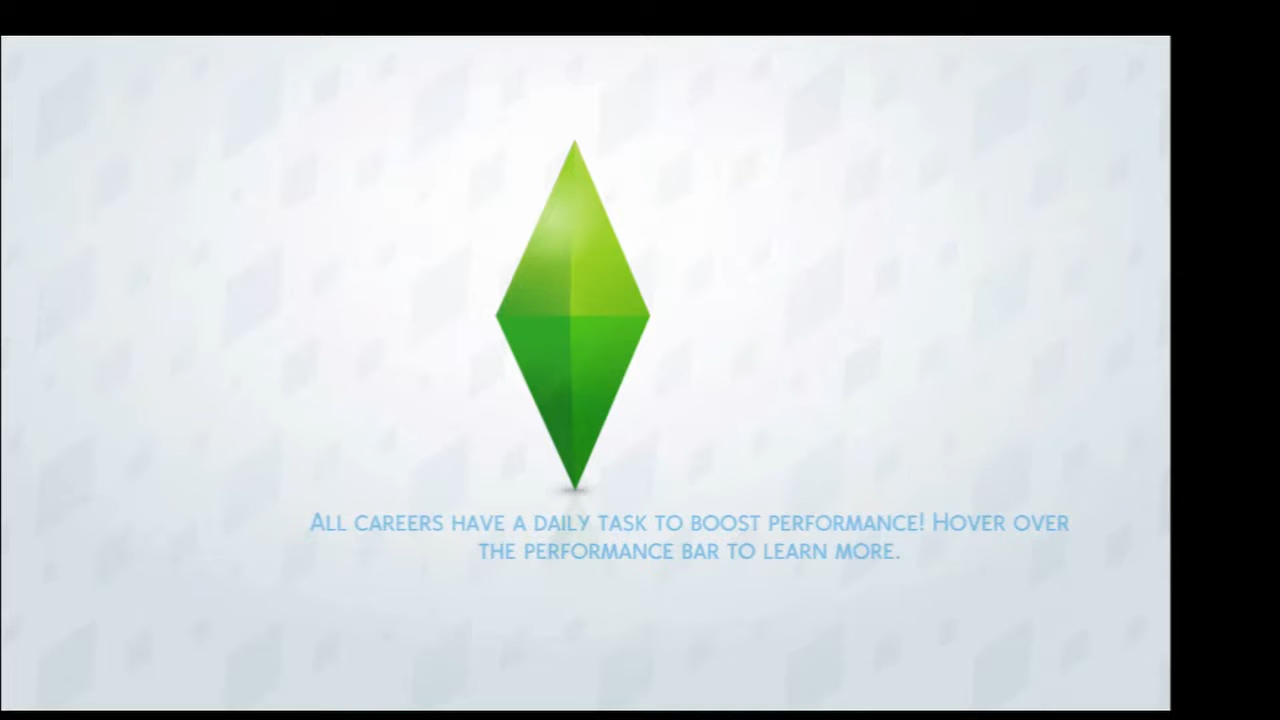 All careers have a daily task to boost performance! Hover over
the performance bar to learn more.